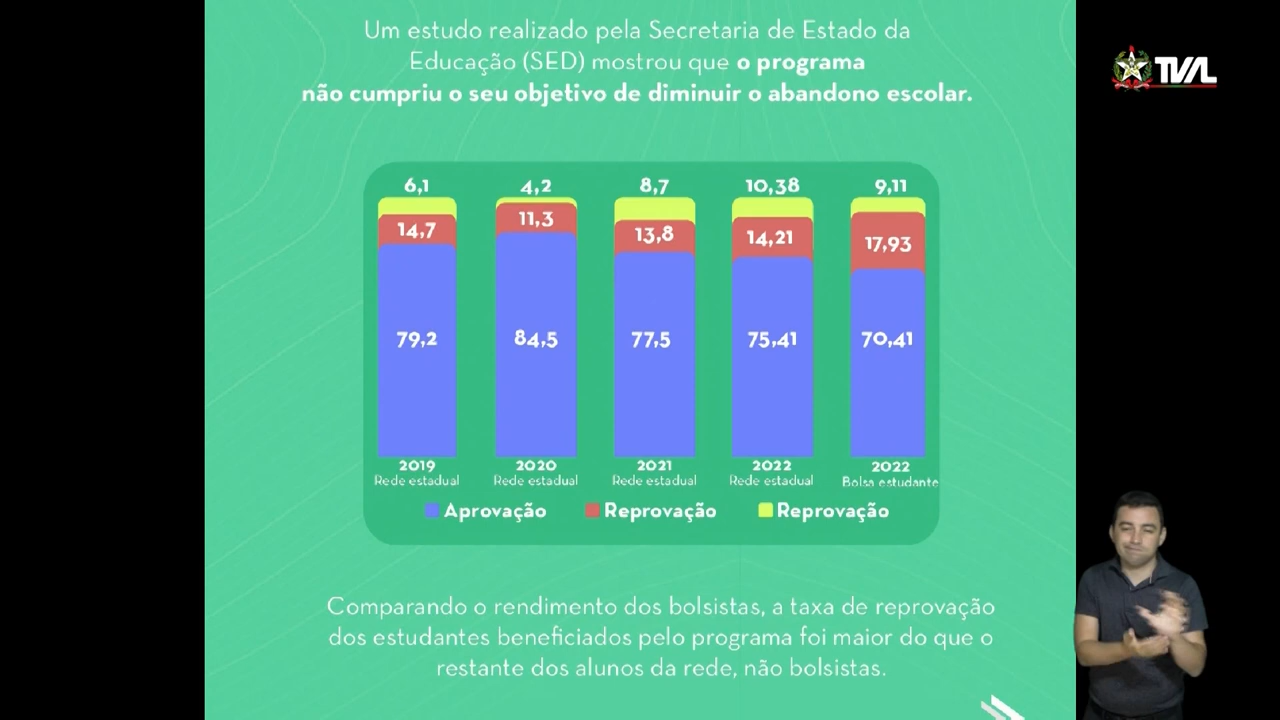 Um estudo realizado pela Secretaria de Estado da
Educação (SED) mostrou que o programa
não cumpriu o seu objetivo de diminuir o abandono escolar.
TVAL
6,1 4,2 8,7 10,38 9,11
14,7 11,3 13,8 14,21 17,93
79,2 84,5 77,5 75,41 70,41
2019 2020 2021 2022 2022
Rede estadual Rede estadual Rede estadual Rede estadual Bolsa estudante
Aprovação Reprovação Reprovação
Comparando o rendimento dos bolsistas, a taxa de reprovação
dos estudantes beneficiados pelo programa foi maior do que o
restante dos alunos da rede, não bolsistas.